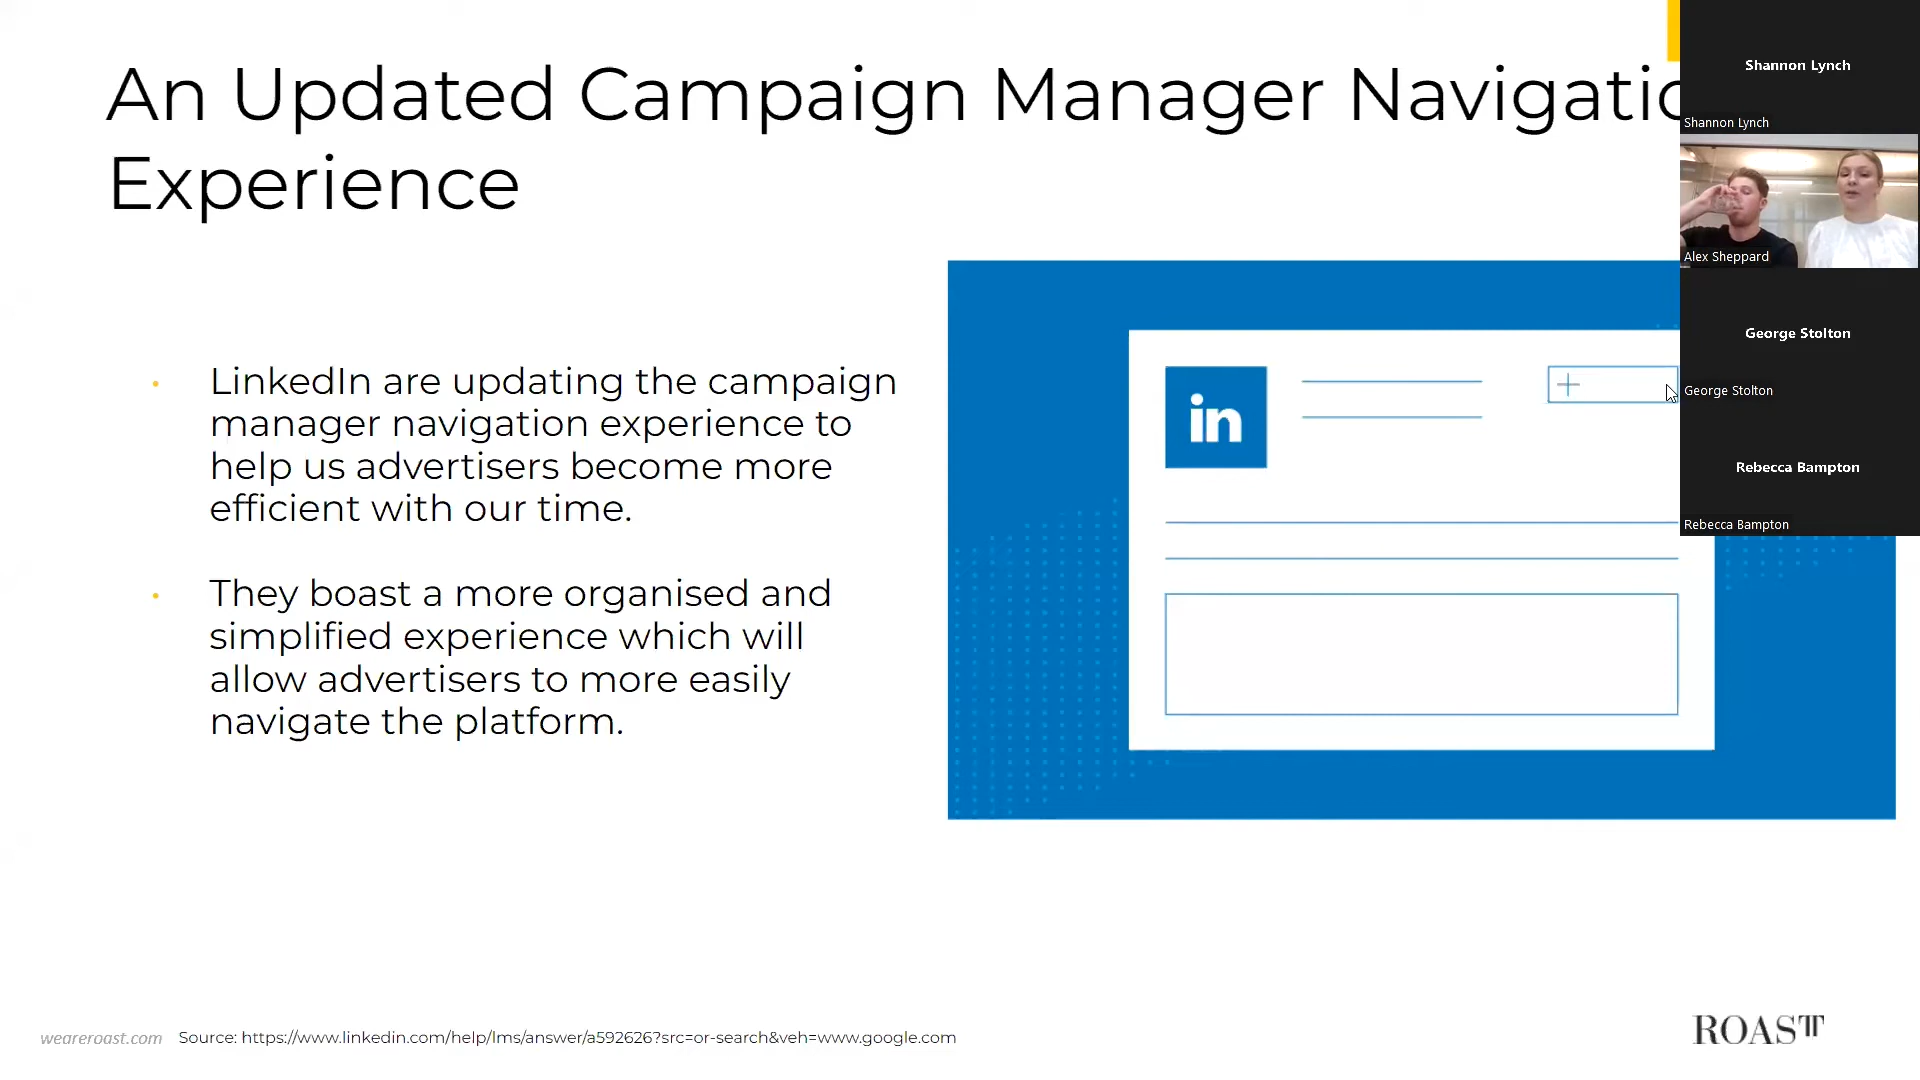 An Updated Campaign Manager Navigatio
Experience
Shannon Lynch
Shannon Lynch
Alex Sheppard
George Stolton
George Stolton
Rebecca Bampton
Rebecca Bampton
• LinkedIn are updating the campaign
manager navigation experience to
help us advertisers become more
efficient with our time.
• They boast a more organised and
simplified experience which will
allow advertisers to more easily
navigate the platform.
in
weareroast.com Source: https://www.linkedin.com/help/lms/answer/a592626?src=or-search&veh=www.google.com
ROAST